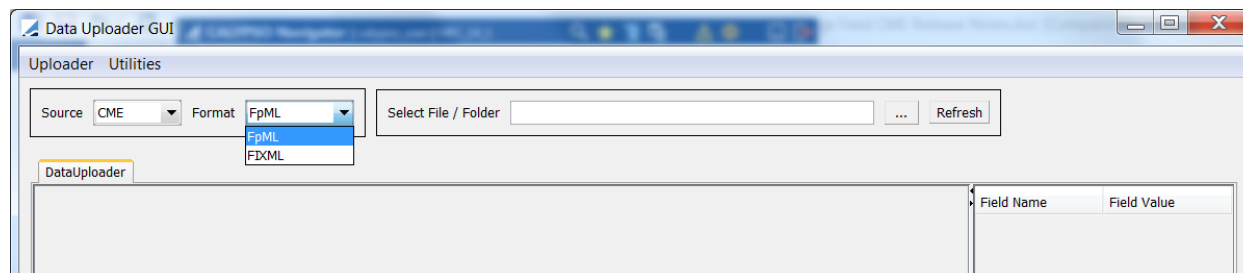 Data Uploader GUI
Uploader Utilities
Source CME Format FpML Select File / Folder ... Refresh
FpML
FIXML
DataUploader
Field Name Field Value